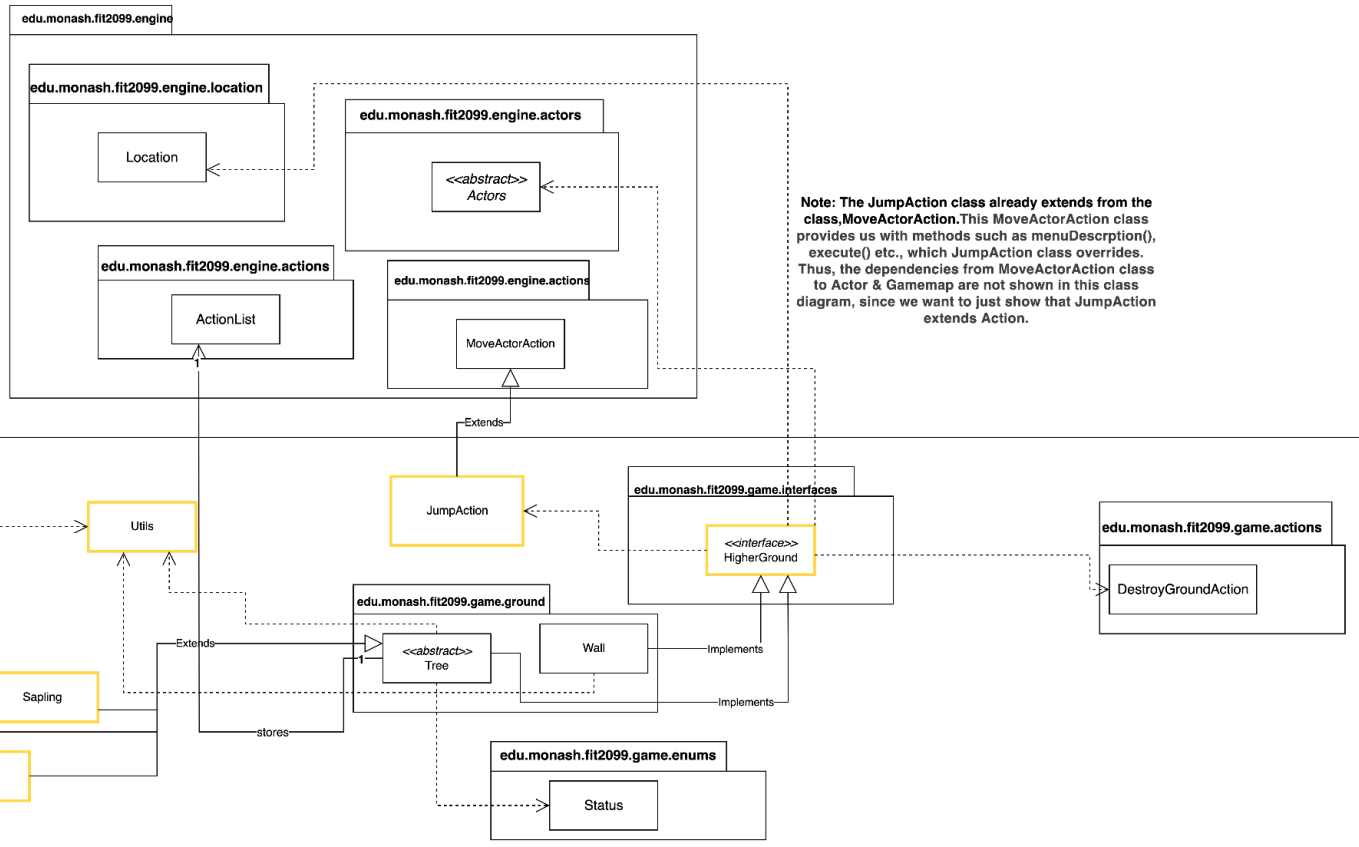 edu.monash.fit2099.engine
edu.monash.fit2099.engine.location
Location
edu.monash.fit2099.engine.actors
<<abstract>>
Actors
edu.monash.fit2099.engine.actions
ActionList
1
edu.monash.fit2099.engine.actions
MoveActorAction
Note: The JumpAction class already extends from the
class,MoveActorAction.This MoveActorAction class
provides us with methods such as menuDescrption(),
execute() etc., which JumpAction class overrides.
Thus, the dependencies from MoveActorAction class
to Actor & Gamemap are not shown in this class
diagram, since we want to just show that JumpAction
extends Action.
Extends
Utils
JumpAction
edu.monash.fit2099.game.interfaces
<<interface>>
HigherGround
edu.monash.fit2099.game.actions
DestroyGroundAction
edu.monash.fit2099.game.ground
<<abstract>>
Tree
Wall
Extends
1
Implements
Implements
Sapling
stores
edu.monash.fit2099.game.enums
Status